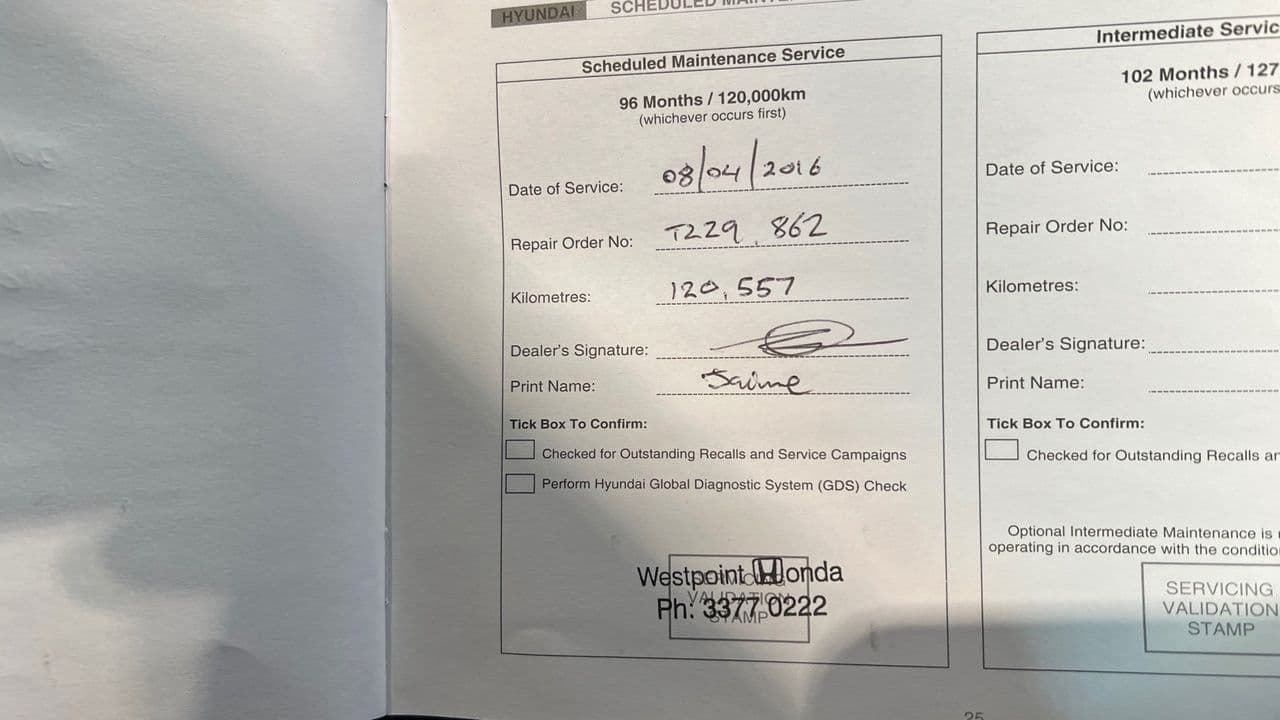 HYUNDAI
SCHEDULED
Scheduled Maintenance Service
96 Months / 120,000km
(whichever occurs first)
Date of Service: 08/04/2016
Repair Order No: T229,862
Kilometres: 120,557
Dealer's Signature:
Print Name: Jaime
Tick Box To Confirm:
Checked for Outstanding Recalls and Service Campaigns
Perform Hyundai Global Diagnostic System (GDS) Check
Westpoint Honda
VALIDATION
Ph: 3377 0222
STAMP
Intermediate Servic
102 Months / 127
(whichever occurs
Date of Service:
Repair Order No:
Kilometres:
Dealer's Signature:
Print Name:
Tick Box To Confirm:
Checked for Outstanding Recalls ar
Optional Intermediate Maintenance is
operating in accordance with the conditio
SERVICING
VALIDATION
STAMP
25